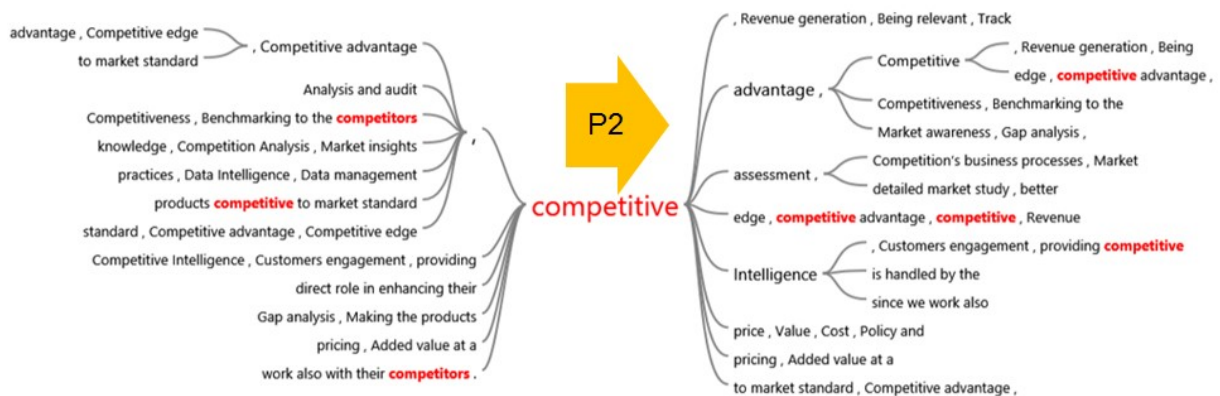 advantage , Competitive edge
to market standard
, Competitive advantage
Analysis and audit
Competitiveness , Benchmarking to the competitors
knowledge , Competition Analysis , Market insights
practices , Data Intelligence , Data management
products competitive to market standard
standard , Competitive advantage , Competitive edge
,
Competitive Intelligence , Customers engagement , providing
direct role in enhancing their
Gap analysis , Making the products
pricing , Added value at a
work also with their competitors .
P2
competitive
, Revenue generation , Being relevant , Track
advantage ,
Competitive
, Revenue generation , Being
edge , competitive advantage ,
Competitiveness , Benchmarking to the
Market awareness , Gap analysis ,
assessment ,
Competition's business processes , Market
detailed market study , better
edge , competitive advantage , competitive , Revenue
Intelligence
, Customers engagement , providing competitive
is handled by the
since we work also
price , Value , Cost , Policy and
pricing , Added value at a
to market standard , Competitive advantage ,